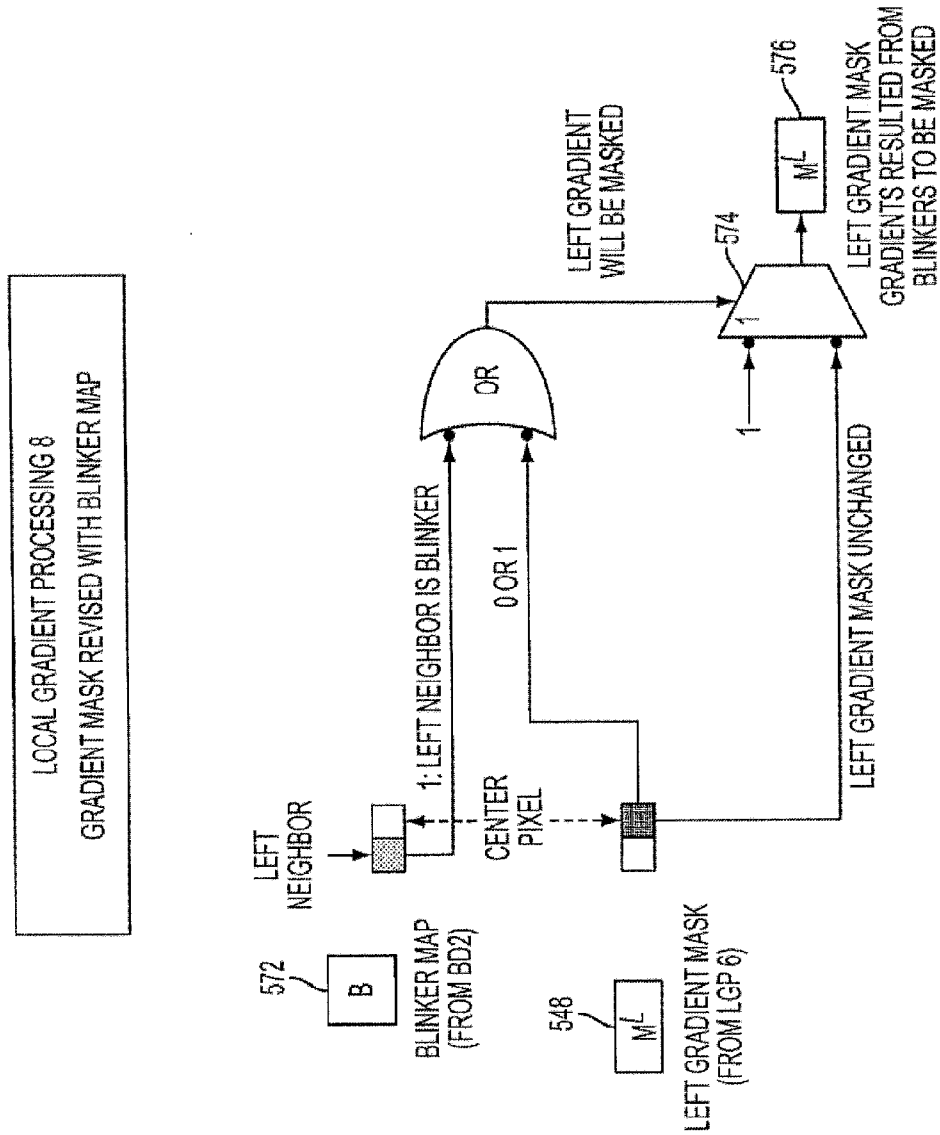 LOCAL GRADIENT PROCESSING 8
GRADIENT MASK REVISED WITH BLINKER MAP
572
B
BLINKER MAP
(FROM BD2)
LEFT
NEIGHBOR
1: LEFT NEIGHBOR IS BLINKER
CENTER
PIXEL
0 OR 1
OR
LEFT GRADIENT
WILL BE MASKED
548
M^L
LEFT GRADIENT MASK
(FROM LGP 6)
LEFT GRADIENT MASK UNCHANGED
1
1
574
M^L
576
LEFT GRADIENT MASK
GRADIENTS RESULTED FROM
BLINKERS TO BE MASKED